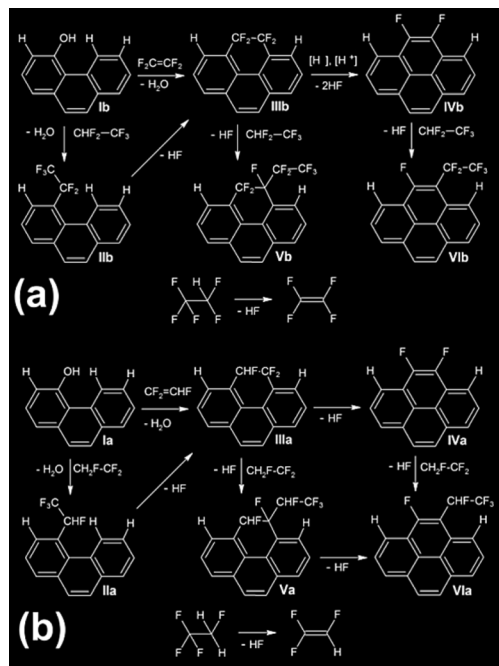 H OH H H
F₂C=CF₂
- H₂O
Ib
H CF₂-CF₂ H
IIIb
[H ], [H⁺]
- 2HF
F F
H H
IVb
- H₂O CHF₂-CF₃
- HF
- HF CHF₂-CF₃
- HF CHF₂-CF₃
F₃C
CF₂ H H
IIb
F CF₂-CF₃
H CF₂ H
Vb
H F CF₂-CF₃
H
VIb
(a)
F H F
F F F
- HF
F F
F F
H OH H H
CF₂=CHF
- H₂O
Ia
H CHF-CF₂ H
IIIa
- HF
F F
H H
IVa
- H₂O CH₂F-CF₂
- HF
- HF CH₂F-CF₂
- HF CH₂F-CF₂
F₃C
CHF H H
IIa
F CHF-CF₃
H CHF H
Va
- HF
H F CHF-CF₃
H
VIa
(b)
F H F
F F H
- HF
F F
F H